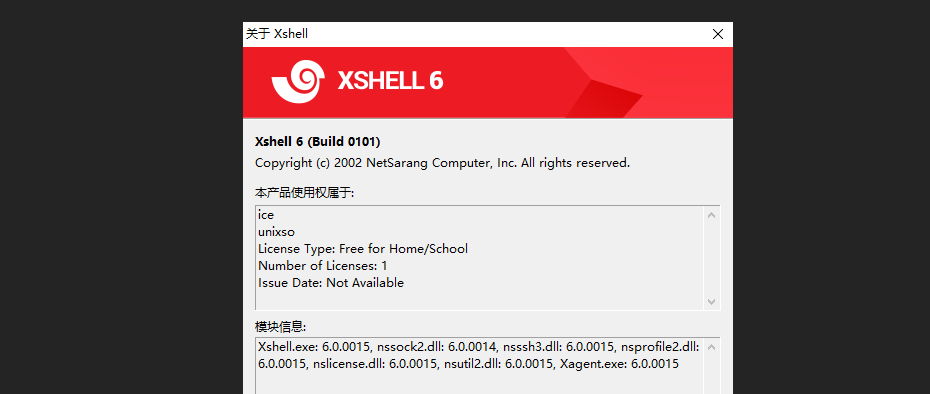 关于 Xshell
XSHELL 6
Xshell 6 (Build 0101)
Copyright (c) 2002 NetSarang Computer, Inc. All rights reserved.
本产品使用权属于:
ice
unixso
License Type: Free for Home/School
Number of Licenses: 1
Issue Date: Not Available
模块信息:
Xshell.exe: 6.0.0015, nssock2.dll: 6.0.0014, nsssh3.dll: 6.0.0015, nsprofile2.dll:
6.0.0015, nslicense.dll: 6.0.0015, nsutil2.dll: 6.0.0015, Xagent.exe: 6.0.0015